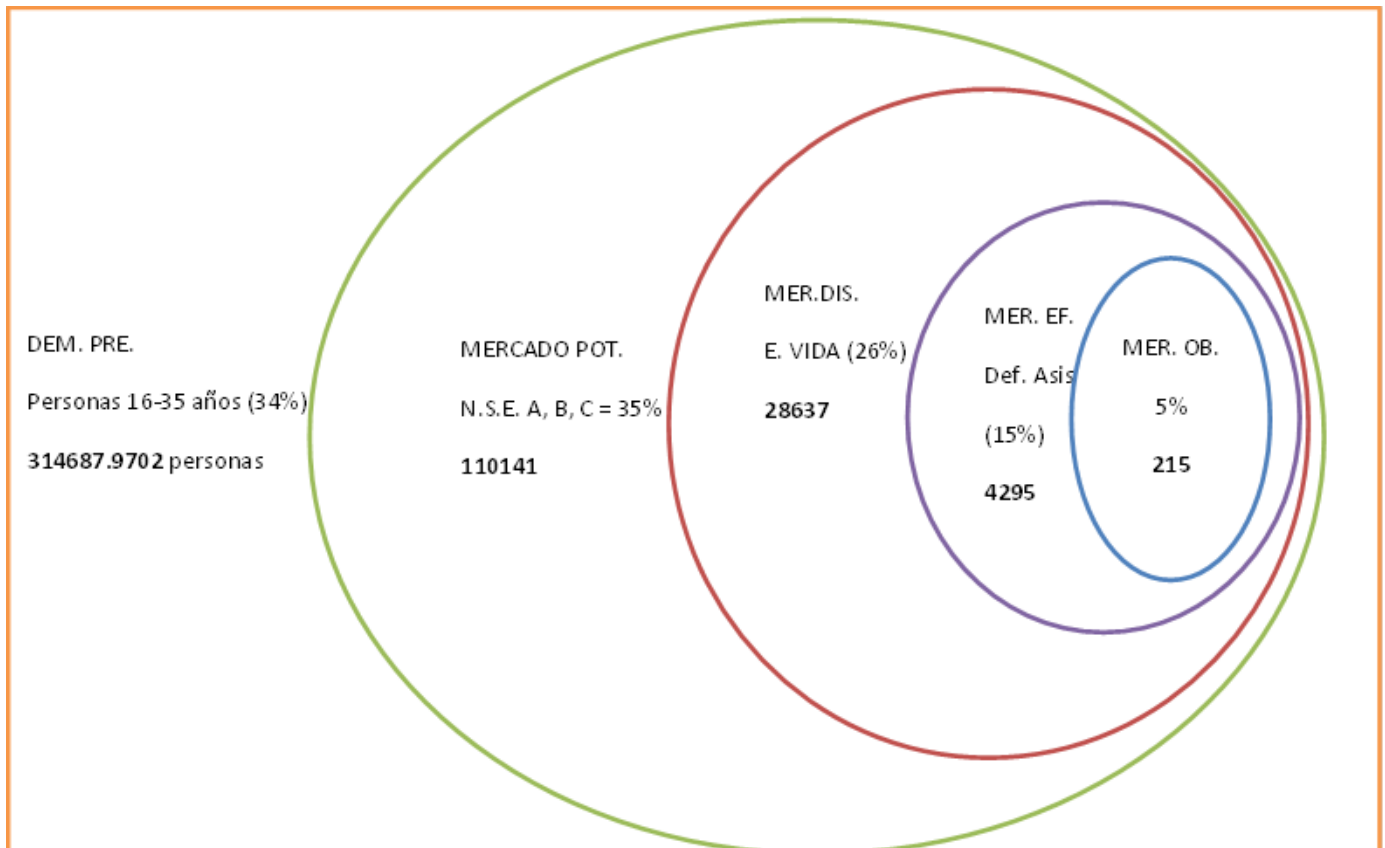 DEM. PRE.
Personas 16-35 años (34%)
314687.9702 personas
MERCADO POT.
N.S.E. A, B, C = 35%
110141
MER.DIS.
E. VIDA (26%)
28637
MER. EF.
Def. Asis
(15%)
4295
MER. OB.
5%
215